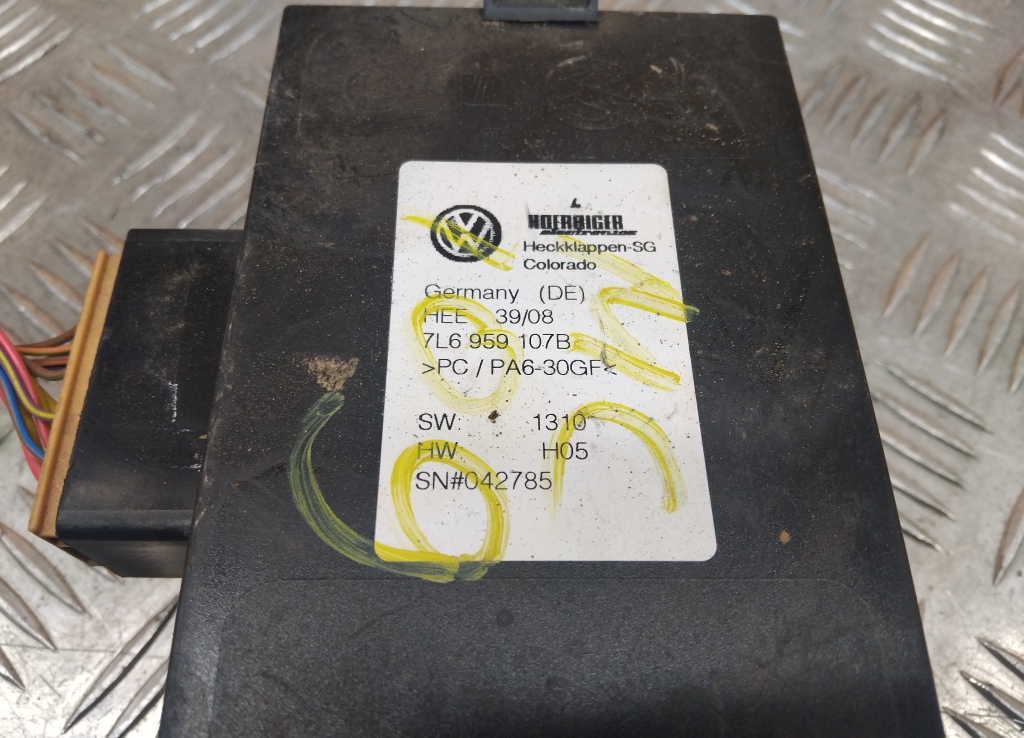 HOERBIGER
electronics
Heckklappen-SG
Colorado
Germany (DE)
HEE 39/08
7L6 959 107B
>PC / PA6-30GF<
SW: 1310
HW H05
SN#042785